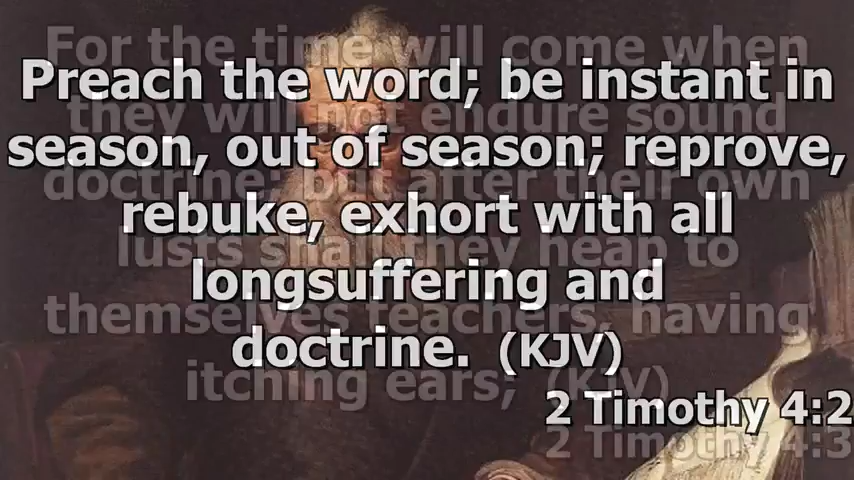 Preach the word; be instant in
season, out of season; reprove,
rebuke, exhort with all
longsuffering and
doctrine. (KJV)
2 Timothy 4:2
For the time will come when
they will not endure sound
doctrine; but after their own
lusts shall they heap to
themselves teachers, having
itching ears; (KJV)
2 Timothy 4:3